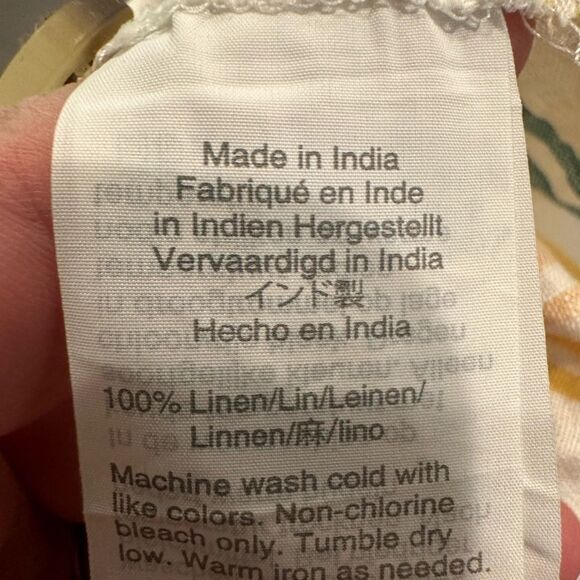 Made in India
Fabriqué en Inde
in Indien Hergestellt
Vervaardigd in India
インド製
Hecho en India
100% Linen/Lin/Leinen/
Linnen/麻/lino
Machine wash cold with
like colors. Non-chlorine
bleach only. Tumble dry
low. Warm iron as needed.